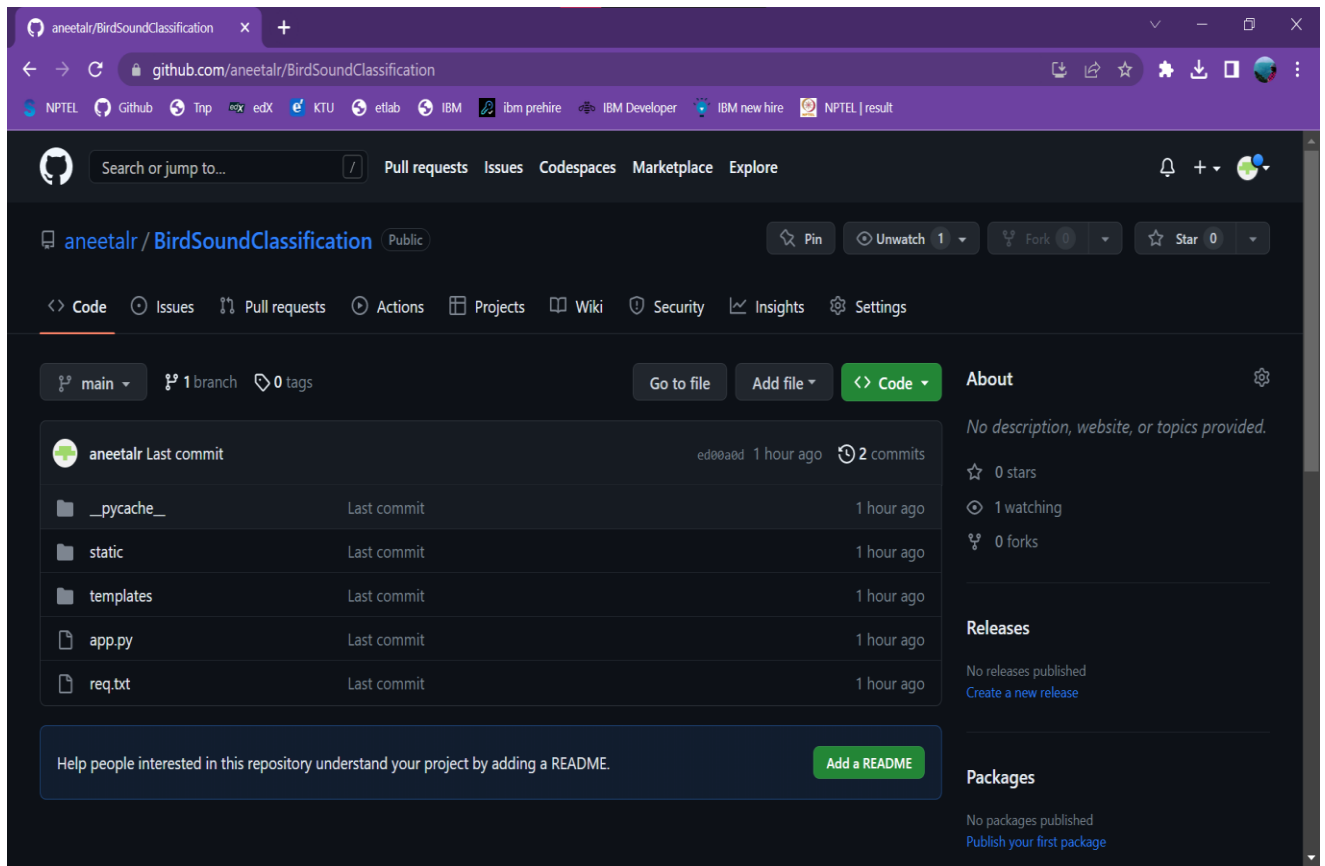 aneetalr/BirdSoundClassification
github.com/aneetalr/BirdSoundClassification
NPTEL Github Tnp edX KTU etlab IBM ibm prehire IBM Developer IBM new hire NPTEL | result
Search or jump to... / Pull requests Issues Codespaces Marketplace Explore
aneetalr / BirdSoundClassification Public Pin Unwatch 1 Fork 0 Star 0
<> Code Issues Pull requests Actions Projects Wiki Security Insights Settings
main 1 branch 0 tags Go to file Add file <> Code
About
No description, website, or topics provided.
aneetalr Last commit ed00a0d 1 hour ago 2 commits
0 stars
__pycache__ Last commit 1 hour ago
1 watching
0 forks
static Last commit 1 hour ago
templates Last commit 1 hour ago
Releases
app.py Last commit 1 hour ago
No releases published
req.txt Last commit 1 hour ago
Create a new release
Help people interested in this repository understand your project by adding a README. Add a README
Packages
No packages published
Publish your first package